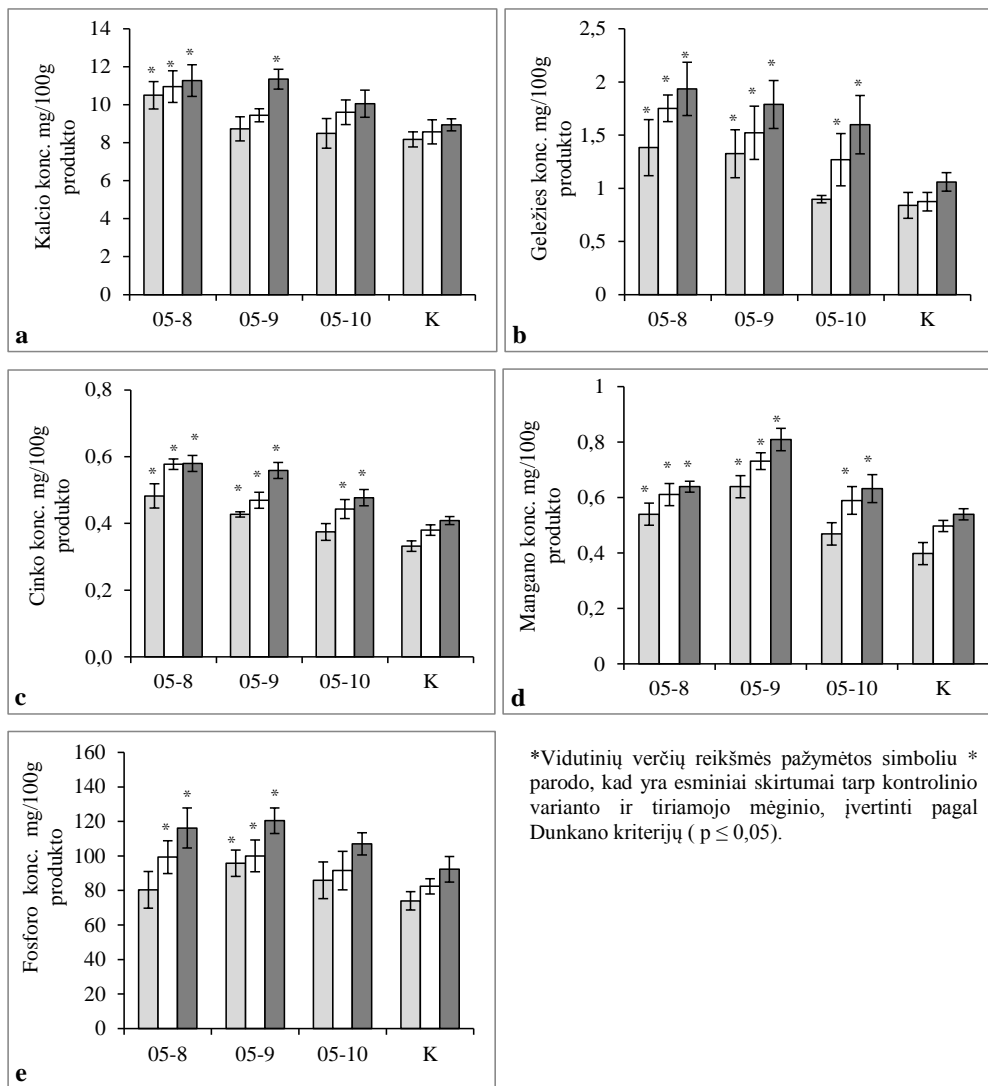 Kalcio konc. mg/100g
produkto
14
12
10
8
6
4
2
0
* * * *
05-8 05-9 05-10 K
a
Geležies konc. mg/100g
produkto
2,5
2
1,5
1
0,5
0
* * * * * * * *
05-8 05-9 05-10 K
b
Cinko konc. mg/100g
produkto
0,8
0,6
0,4
0,2
0,0
* * * * * * * *
05-8 05-9 05-10 K
c
Mangano konc. mg/100g
produkto
1
0,8
0,6
0,4
0,2
0
* * * * * * * *
05-8 05-9 05-10 K
d
Fosforo konc. mg/100g
produkto
160
140
120
100
80
60
40
20
0
* * * * *
05-8 05-9 05-10 K
e
*Vidutinių verčių reikšmės pažymėtos simboliu *
parodo, kad yra esminiai skirtumai tarp kontrolinio
varianto ir tiriamojo mėginio, įvertinti pagal
Dunkano kriterijų ( p ≤ 0,05).